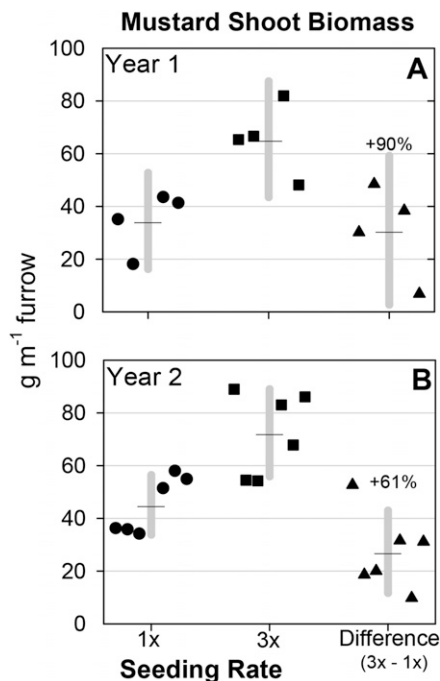 Mustard Shoot Biomass
100
80
60
40
20
0
Year 1
A
+90%
g m⁻¹ furrow
100
80
60
40
20
0
Year 2
B
+61%
1x
3x
Difference
(3x - 1x)
Seeding Rate